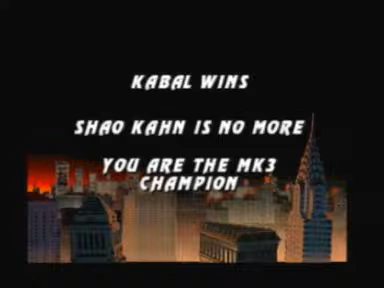 KABAL WINS
SHAO KAHN IS NO MORE
YOU ARE THE MK3
CHAMPION